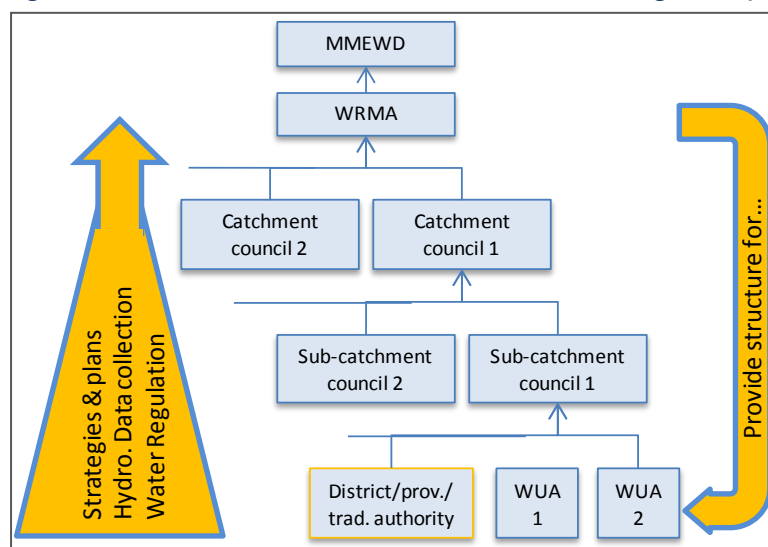 MMEWD
WRMA
Catchment
council 2
Catchment
council 1
Sub-catchment
council 2
Sub-catchment
council 1
District/prov./
trad. authority
WUA
1
WUA
2
Strategies & plans
Hydro. Data collection
Water Regulation
Provide structure for...